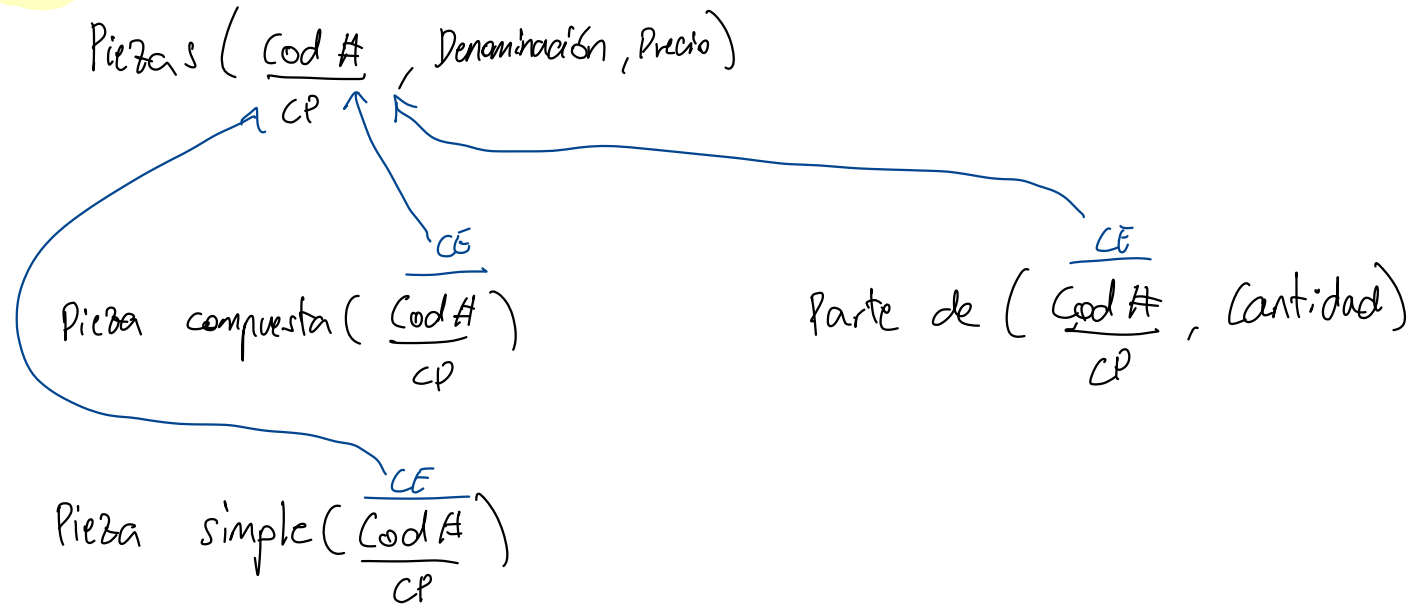 Piezas ( Cod # , Denominación, Precio)
CP
CE
Pieza compuesta ( Cod # )
CP
CE
Parte de ( Cod # , Cantidad)
CP
CE
Pieza simple ( Cod # )
CP